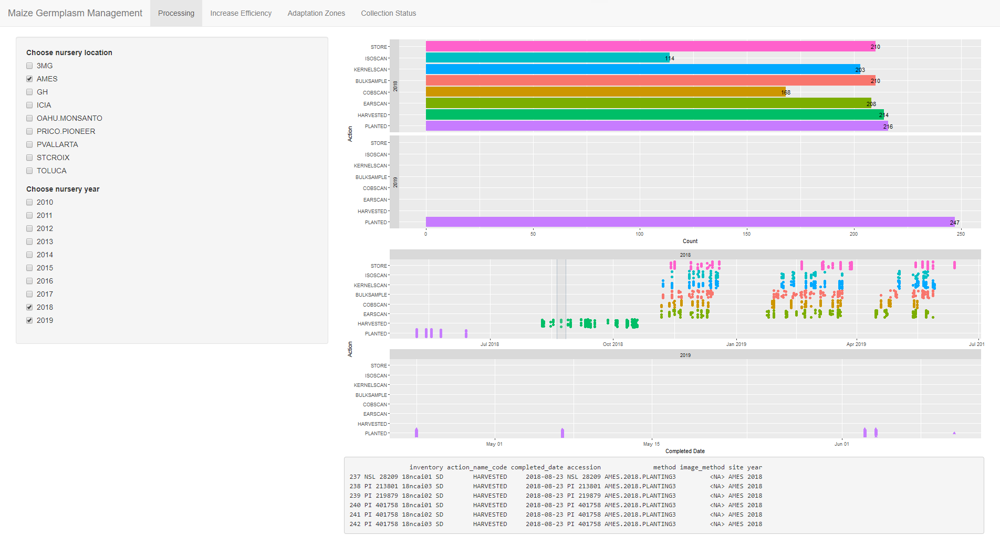 Maize Germplasm Management Processing Increase Efficiency Adaptation Zones Collection Status
Choose nursery location
3MG
AMES
GH
ICIA
OAHU.MONSANTO
PRICO.PIONEER
PVALLARTA
STCROIX
TOLUCA
Choose nursery year
2010
2011
2012
2013
2014
2015
2016
2017
2018
2019
Action
2018
STORE 210
ISOSCAN 114
KERNELSCAN 203
BULKSAMPLE 210
COBSCAN 168
EARSCAN 208
HARVESTED 214
PLANTED 216
2019
STORE
ISOSCAN
KERNELSCAN
BULKSAMPLE
COBSCAN
EARSCAN
HARVESTED
PLANTED 247
0 50 100 150 200 250
Count
Action
2018
STORE
ISOSCAN
KERNELSCAN
BULKSAMPLE
COBSCAN
EARSCAN
HARVESTED
PLANTED
Jul 2018 Oct 2018 Jan 2019 Apr 2019 Jul 201
2019
STORE
ISOSCAN
KERNELSCAN
BULKSAMPLE
COBSCAN
EARSCAN
HARVESTED
PLANTED
May 01 May 15 Jun 01
Completed Date
inventory action_name_code completed_date accession method image_method site year
237 NSL 28209 18ncai01 SD HARVESTED 2018-08-23 NSL 28209 AMES.2018.PLANTING3 <NA> AMES 2018
238 PI 213801 18ncai03 SD HARVESTED 2018-08-23 PI 213801 AMES.2018.PLANTING3 <NA> AMES 2018
239 PI 219879 18ncai02 SD HARVESTED 2018-08-23 PI 219879 AMES.2018.PLANTING3 <NA> AMES 2018
240 PI 401758 18ncai01 SD HARVESTED 2018-08-23 PI 401758 AMES.2018.PLANTING3 <NA> AMES 2018
241 PI 401758 18ncai02 SD HARVESTED 2018-08-23 PI 401758 AMES.2018.PLANTING3 <NA> AMES 2018
242 PI 401758 18ncai03 SD HARVESTED 2018-08-23 PI 401758 AMES.2018.PLANTING3 <NA> AMES 2018